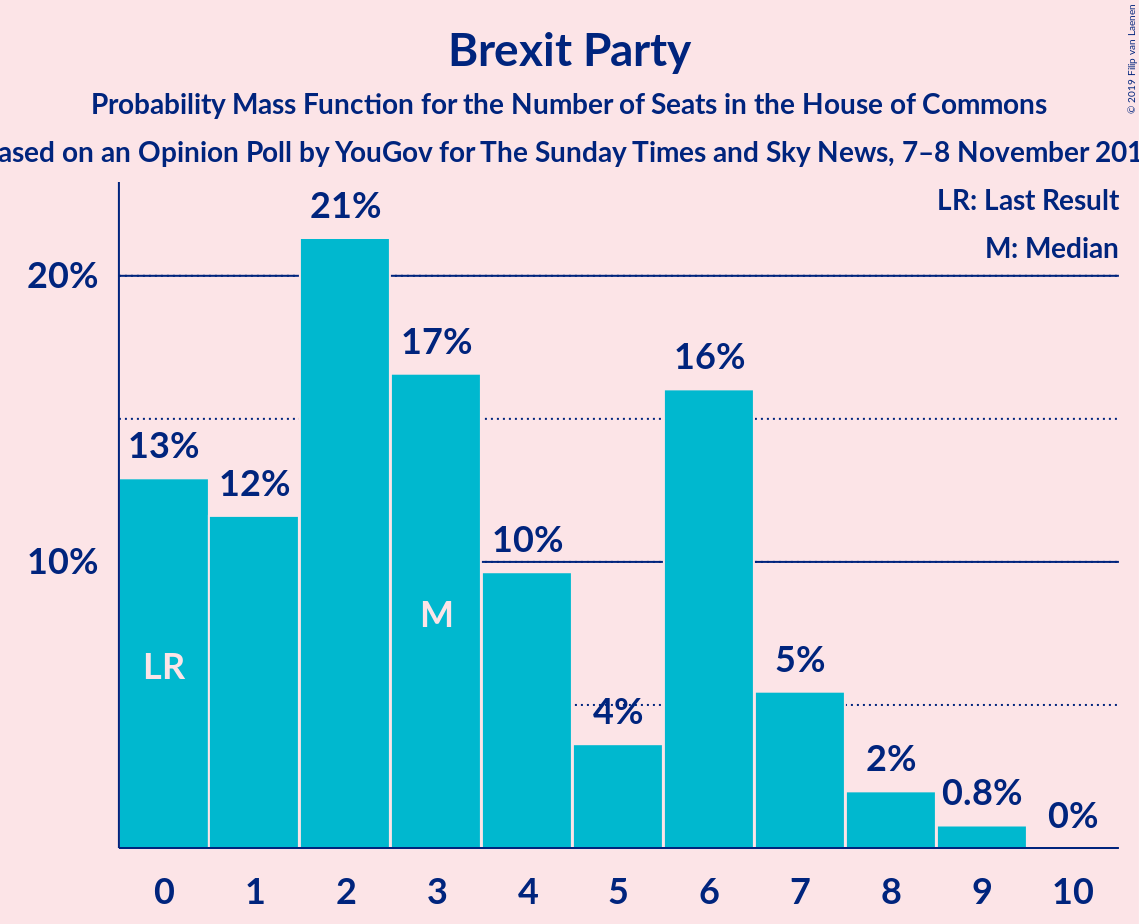 © 2019 Filip van Laenen
Brexit Party
Probability Mass Function for the Number of Seats in the House of Commons
ased on an Opinion Poll by YouGov for The Sunday Times and Sky News, 7–8 November 201
LR: Last Result
M: Median
21%
20%
17%
16%
13%
12%
10%
10%
M
LR
5%
4%
2%
0.8%
0%
0 1 2 3 4 5 6 7 8 9 10